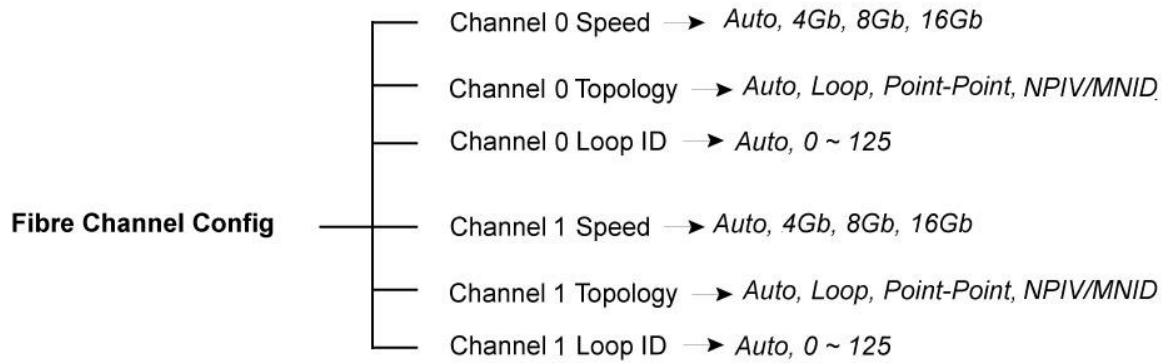 Channel 0 Speed → Auto, 4Gb, 8Gb, 16Gb
Channel 0 Topology → Auto, Loop, Point-Point, NPIV/MNID
Channel 0 Loop ID → Auto, 0 ~ 125
Fibre Channel Config
Channel 1 Speed → Auto, 4Gb, 8Gb, 16Gb
Channel 1 Topology → Auto, Loop, Point-Point, NPIV/MNID
Channel 1 Loop ID → Auto, 0 ~ 125